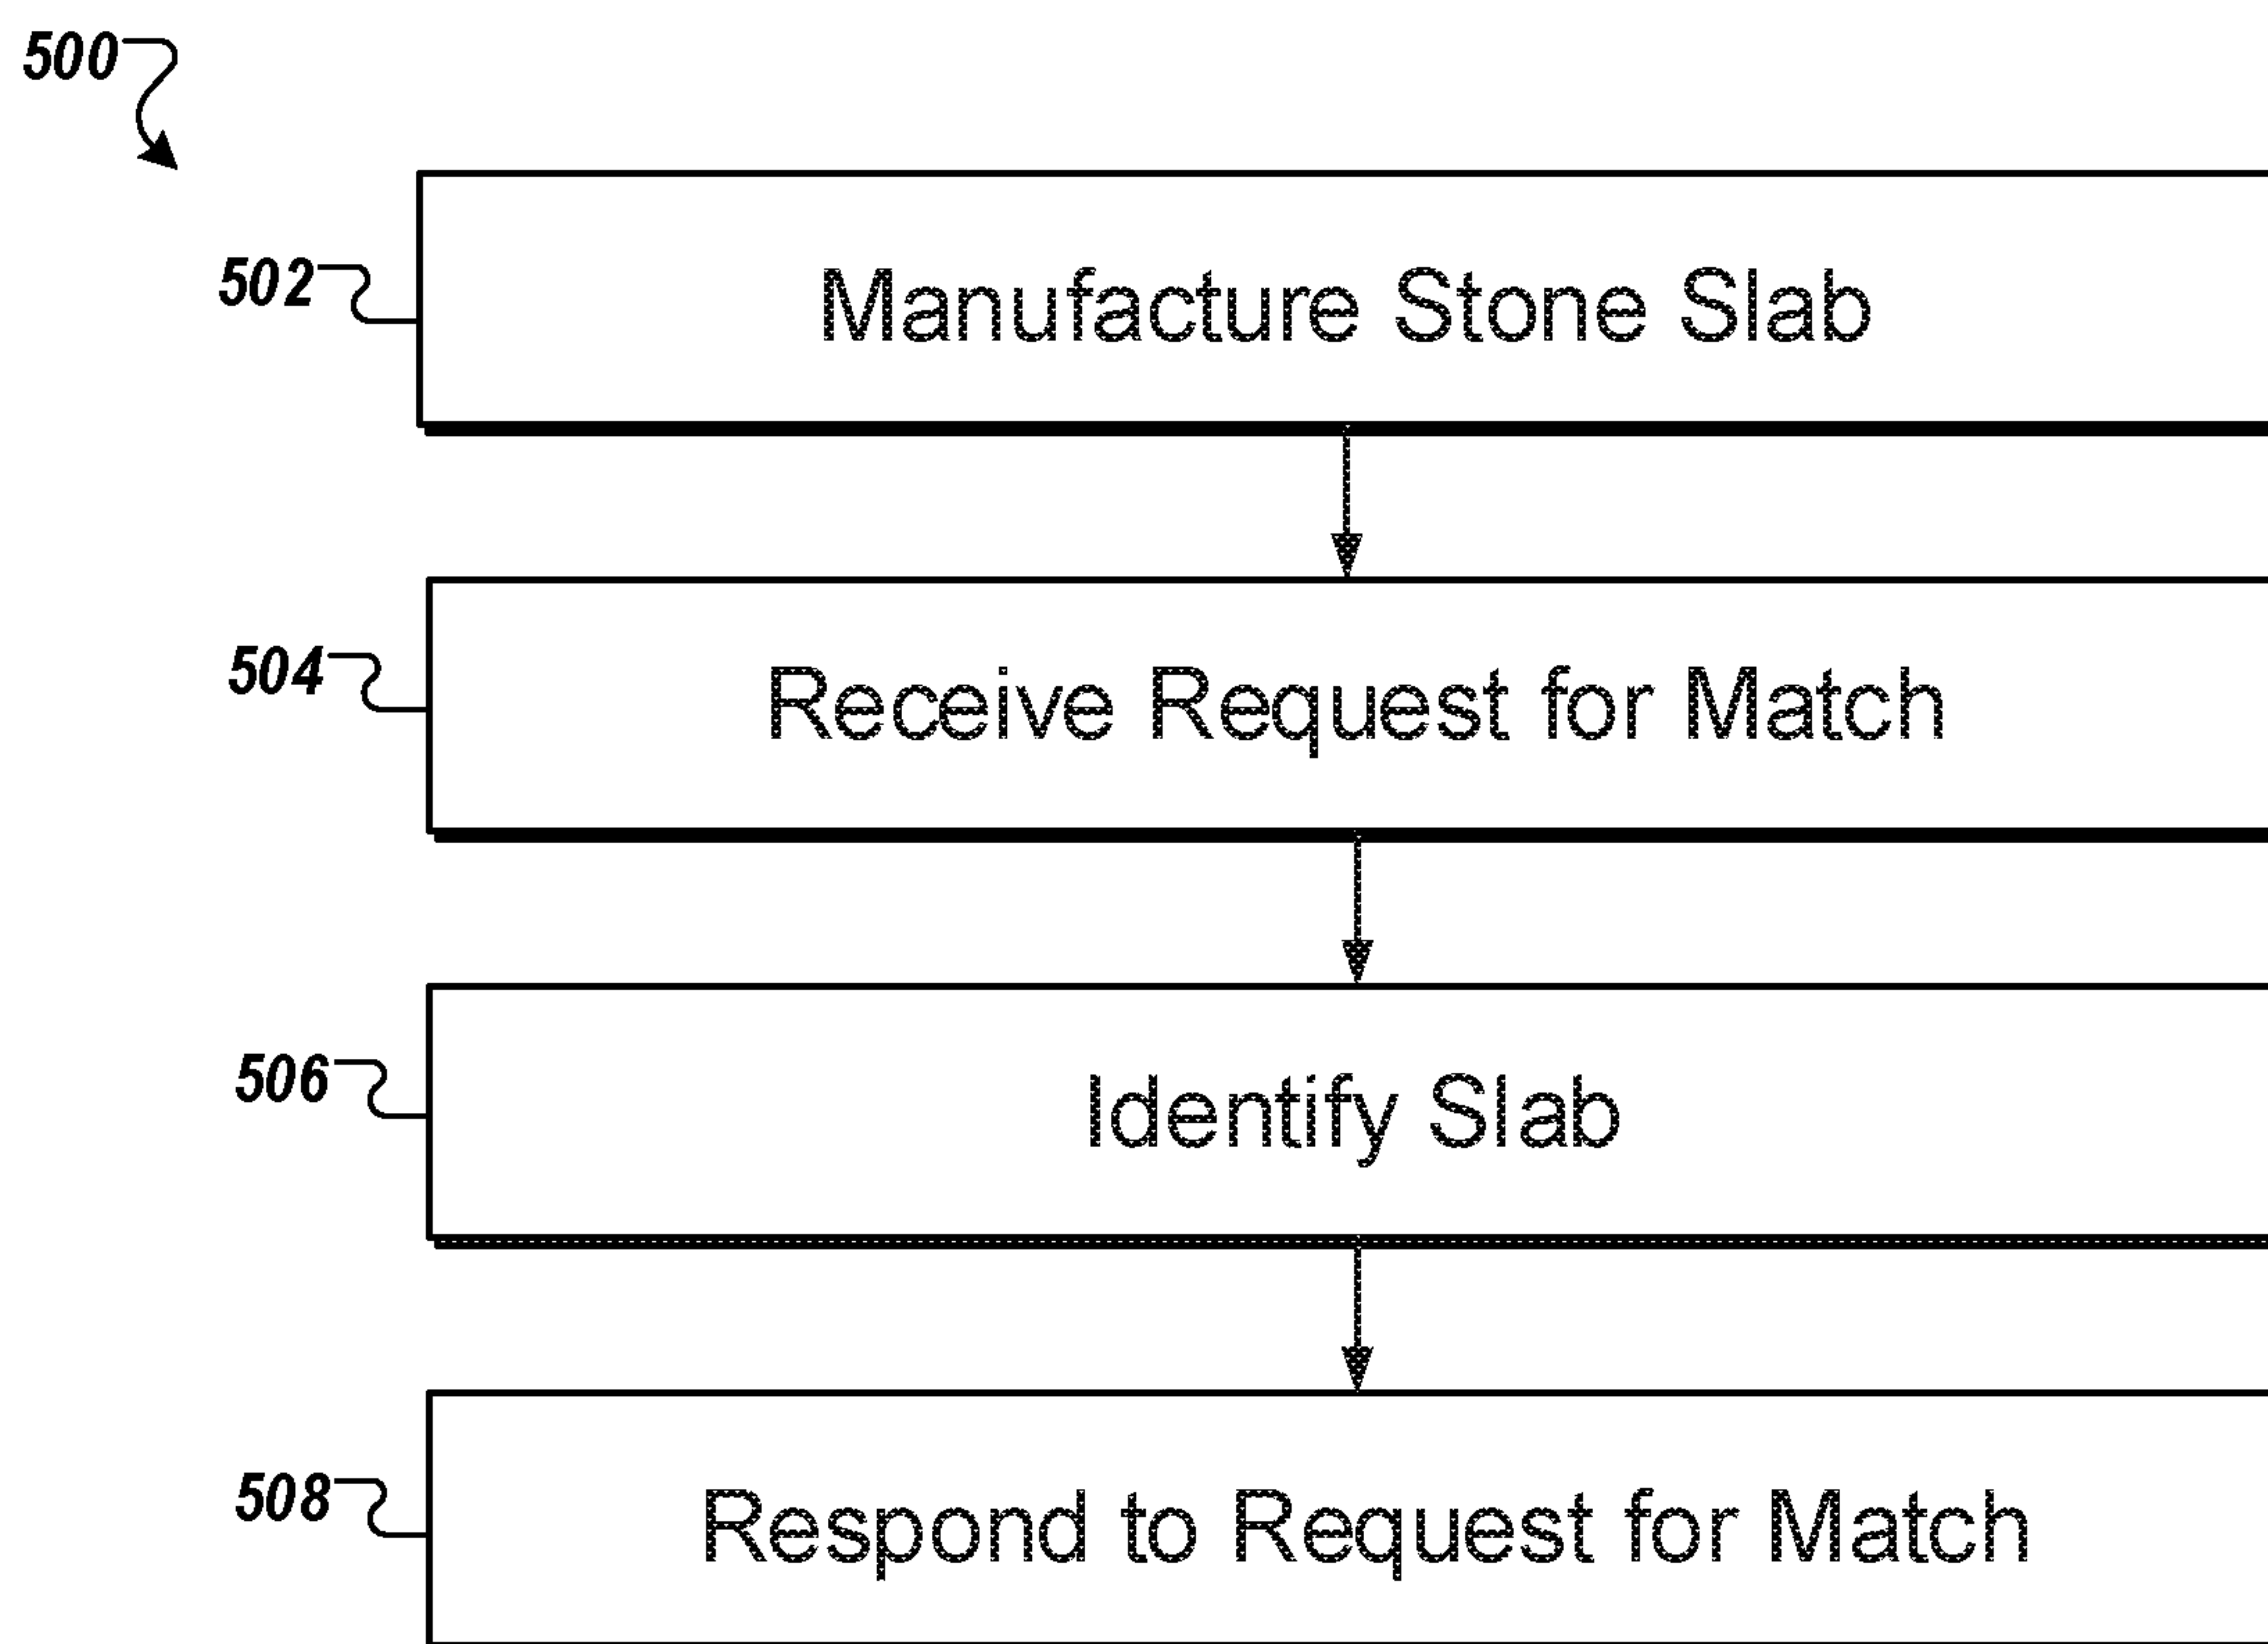 500
502
Manufacture Stone Slab
504
Receive Request for Match
506
Identify Slab
508
Respond to Request for Match